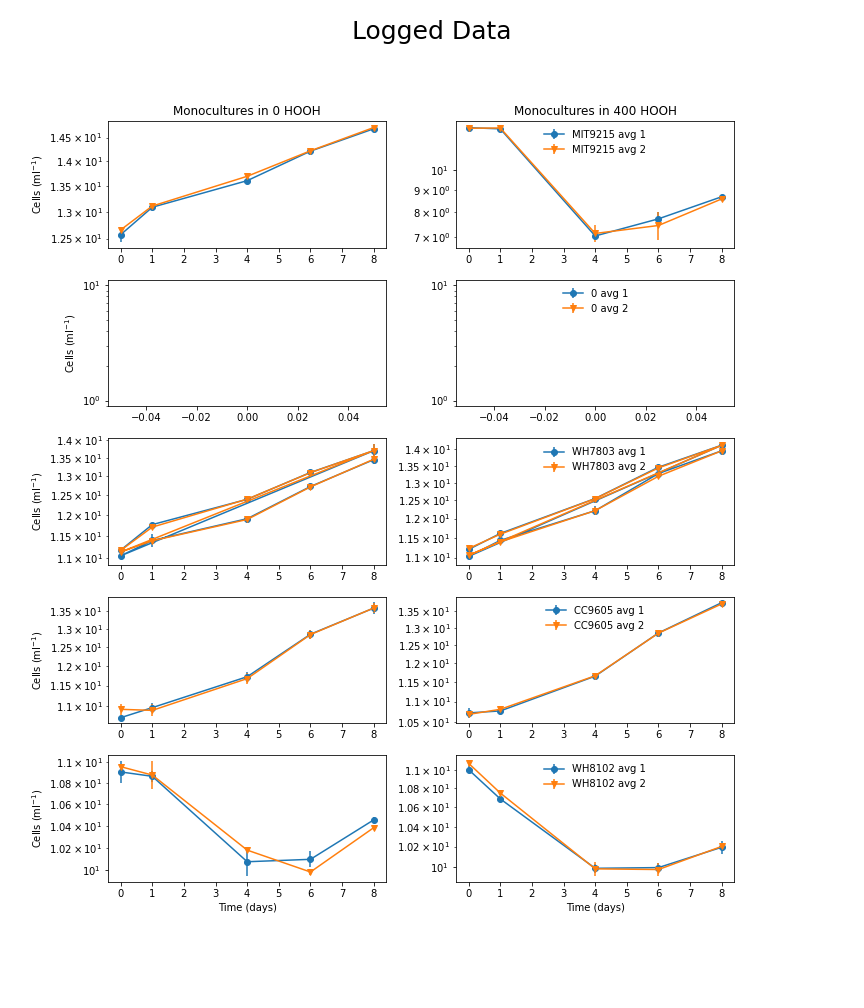 Logged Data
Monocultures in 0 HOOH
Monocultures in 400 HOOH
Cells (ml⁻¹)
1.45 × 10¹
1.4 × 10¹
1.35 × 10¹
1.3 × 10¹
1.25 × 10¹
0 1 2 3 4 5 6 7 8
MIT9215 avg 1
MIT9215 avg 2
10¹
9 × 10⁰
8 × 10⁰
7 × 10⁰
0 1 2 3 4 5 6 7 8
Cells (ml⁻¹)
10¹
10⁰
−0.04 −0.02 0.00 0.02 0.04
0 avg 1
0 avg 2
10¹
10⁰
−0.04 −0.02 0.00 0.02 0.04
Cells (ml⁻¹)
1.4 × 10¹
1.35 × 10¹
1.3 × 10¹
1.25 × 10¹
1.2 × 10¹
1.15 × 10¹
1.1 × 10¹
0 1 2 3 4 5 6 7 8
WH7803 avg 1
WH7803 avg 2
1.4 × 10¹
1.35 × 10¹
1.3 × 10¹
1.25 × 10¹
1.2 × 10¹
1.15 × 10¹
1.1 × 10¹
0 1 2 3 4 5 6 7 8
Cells (ml⁻¹)
1.35 × 10¹
1.3 × 10¹
1.25 × 10¹
1.2 × 10¹
1.15 × 10¹
1.1 × 10¹
0 1 2 3 4 5 6 7 8
CC9605 avg 1
CC9605 avg 2
1.35 × 10¹
1.3 × 10¹
1.25 × 10¹
1.2 × 10¹
1.15 × 10¹
1.1 × 10¹
1.05 × 10¹
0 1 2 3 4 5 6 7 8
Cells (ml⁻¹)
1.1 × 10¹
1.08 × 10¹
1.06 × 10¹
1.04 × 10¹
1.02 × 10¹
10¹
0 1 2 3 4 5 6 7 8
Time (days)
WH8102 avg 1
WH8102 avg 2
1.1 × 10¹
1.08 × 10¹
1.06 × 10¹
1.04 × 10¹
1.02 × 10¹
10¹
0 1 2 3 4 5 6 7 8
Time (days)